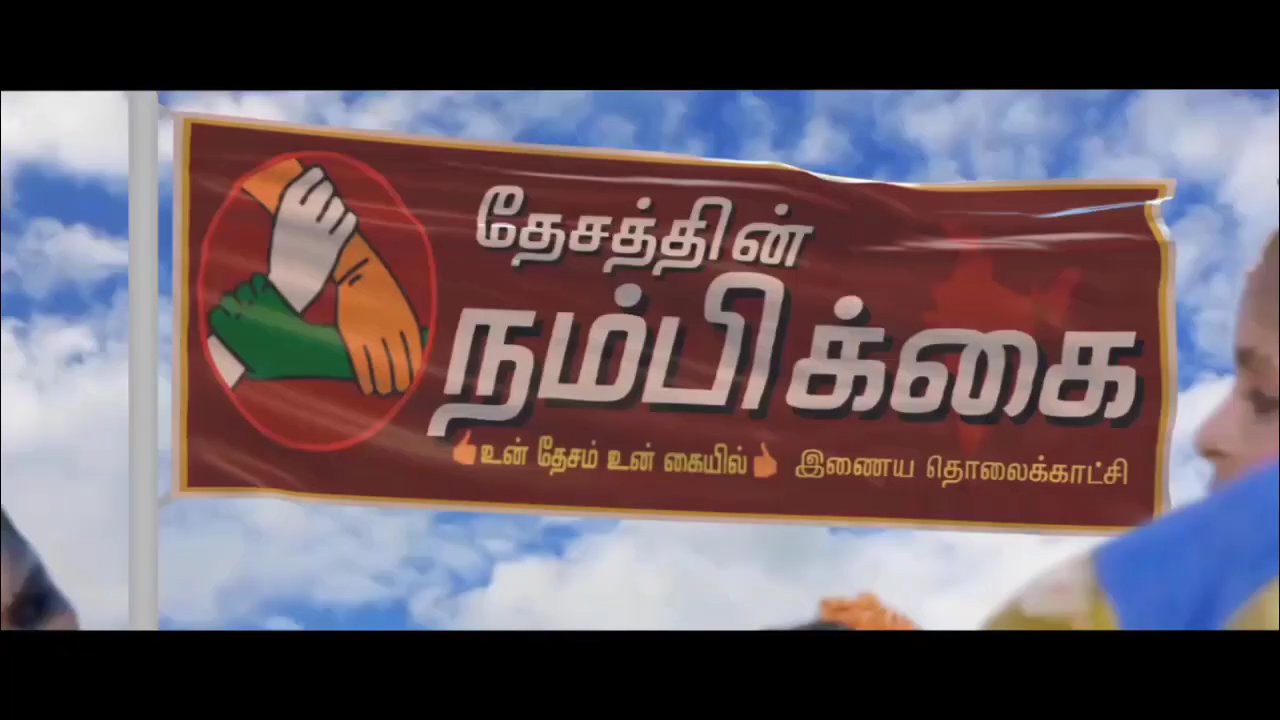 தேசத்தின்
நம்பிக்கை
உன் தேசம் உன் கையில் இணைய தொலைக்காட்சி